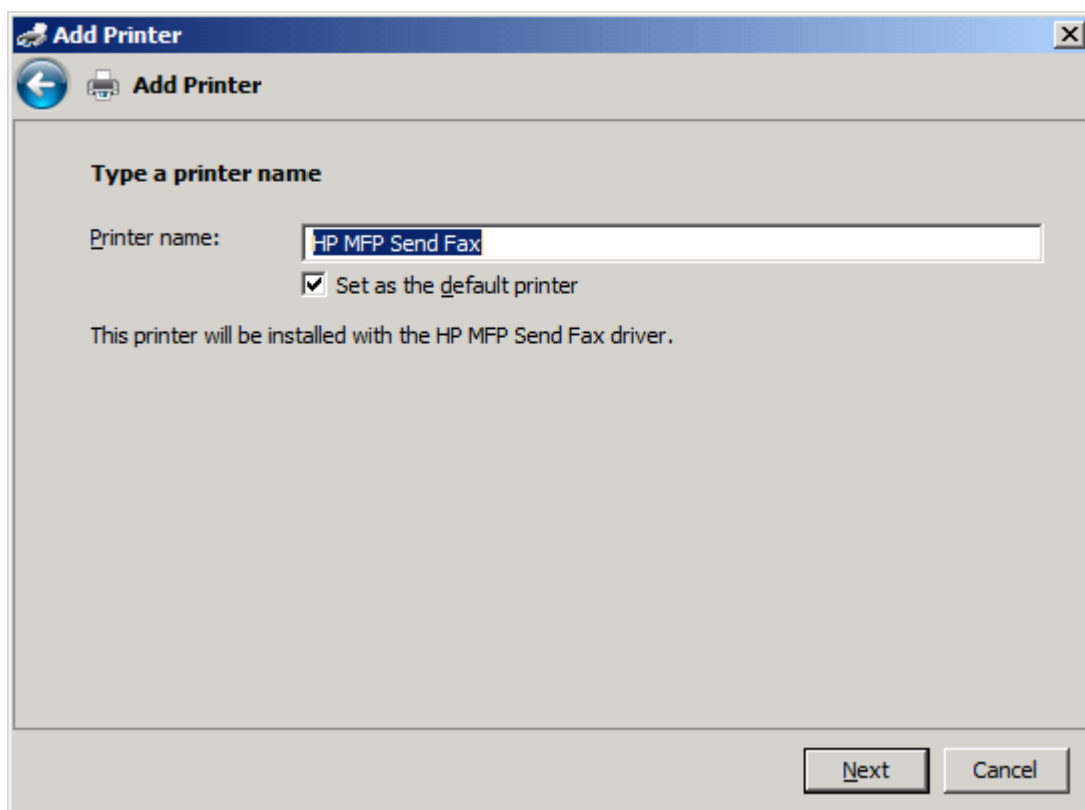 Add Printer
Add Printer
Type a printer name
Printer name: HP MFP Send Fax
Set as the default printer
This printer will be installed with the HP MFP Send Fax driver.
Next Cancel